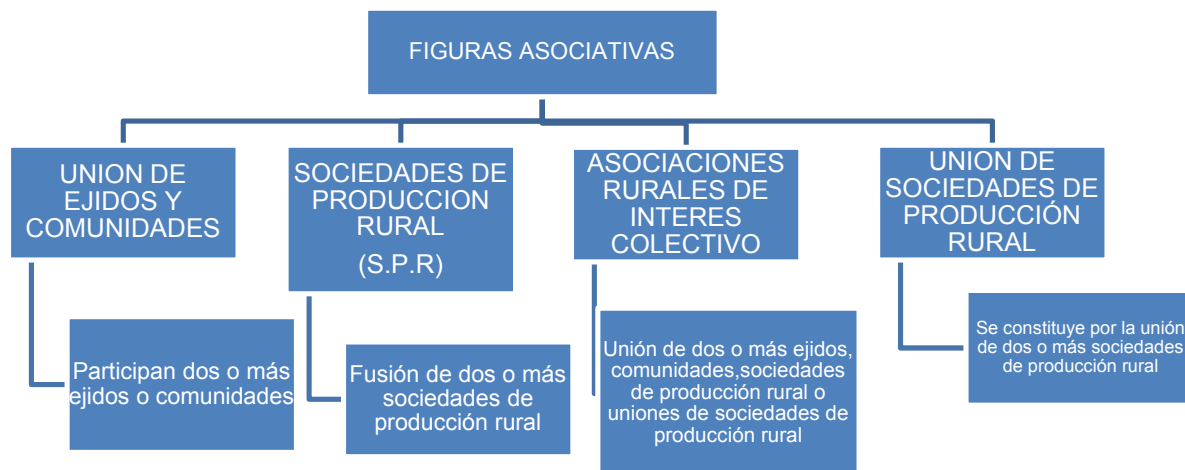 FIGURAS ASOCIATIVAS
UNION DE
EJIDOS Y
COMUNIDADES
Participan dos o más
ejidos o comunidades
SOCIEDADES DE
PRODUCCION
RURAL
(S.P.R)
Fusión de dos o más
sociedades de
producción rural
ASOCIACIONES
RURALES DE
INTERES
COLECTIVO
Unión de dos o más ejidos,
comunidades,sociedades
de producción rural o
uniones de sociedades de
producción rural
UNION DE
SOCIEDADES DE
PRODUCCIÓN
RURAL
Se constituye por la unión
de dos o más sociedades
de producción rural